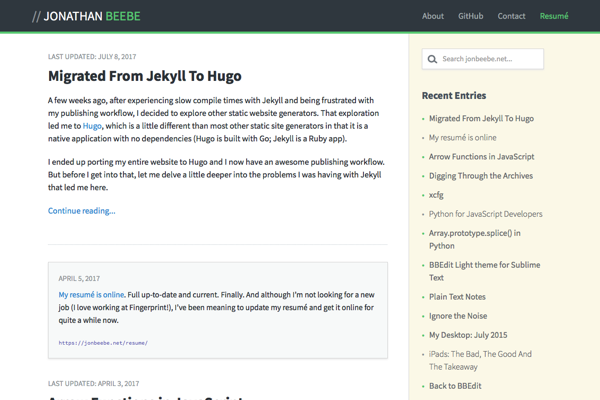 // JONATHAN BEEBE
About GitHub Contact Resumé
LAST UPDATED: JULY 8, 2017
Migrated From Jekyll To Hugo
A few weeks ago, after experiencing slow compile times with Jekyll and being frustrated with
my publishing workflow, I decided to explore other static website generators. That exploration
led me to Hugo, which is a little different than most other static site generators in that it is a
native application with no dependencies (Hugo is built with Go; Jekyll is a Ruby app).
I ended up porting my entire website to Hugo and I now have an awesome publishing workflow.
But before I get into that, let me delve a little deeper into the problems I was having with Jekyll
that led me here.
Continue reading...
APRIL 5, 2017
My resumé is online. Full up-to-date and current. Finally. And although I'm not looking for a new
job (I love working at Fingerprint!), I've been meaning to update my resumé and get it online for
quite a while now.
https://jonbeebe.net/resume/
LAST UPDATED: APRIL 3, 2017
Arrow Functions in JavaScript
Search jonbeebe.net...
Recent Entries
Migrated From Jekyll To Hugo
My resumé is online
Arrow Functions in JavaScript
Digging Through the Archives
xcfg
Python for JavaScript Developers
Array.prototype.splice() in
Python
BBEdit Light theme for Sublime
Text
Plain Text Notes
Ignore the Noise
My Desktop: July 2015
iPads: The Bad, The Good And
The Takeaway
Back to BBEdit